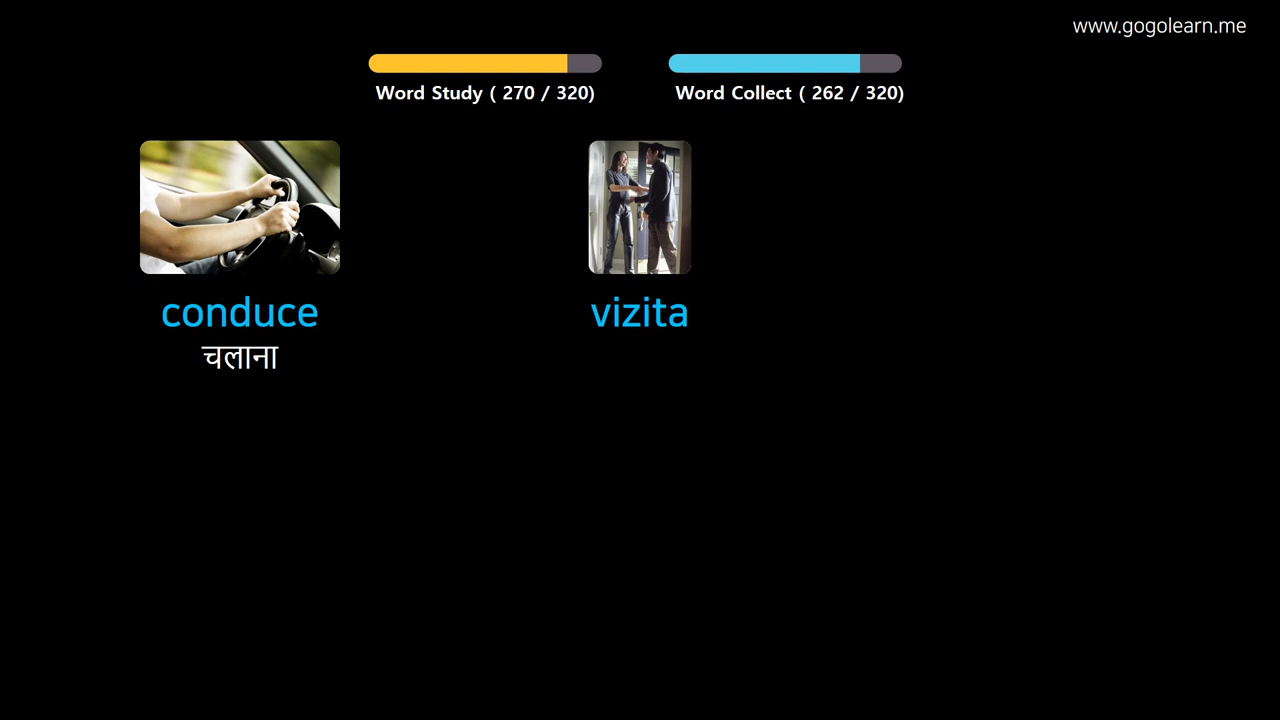 www.gogolearn.me
Word Study ( 270 / 320)
Word Collect ( 262 / 320)
conduce
vizita
चलाना